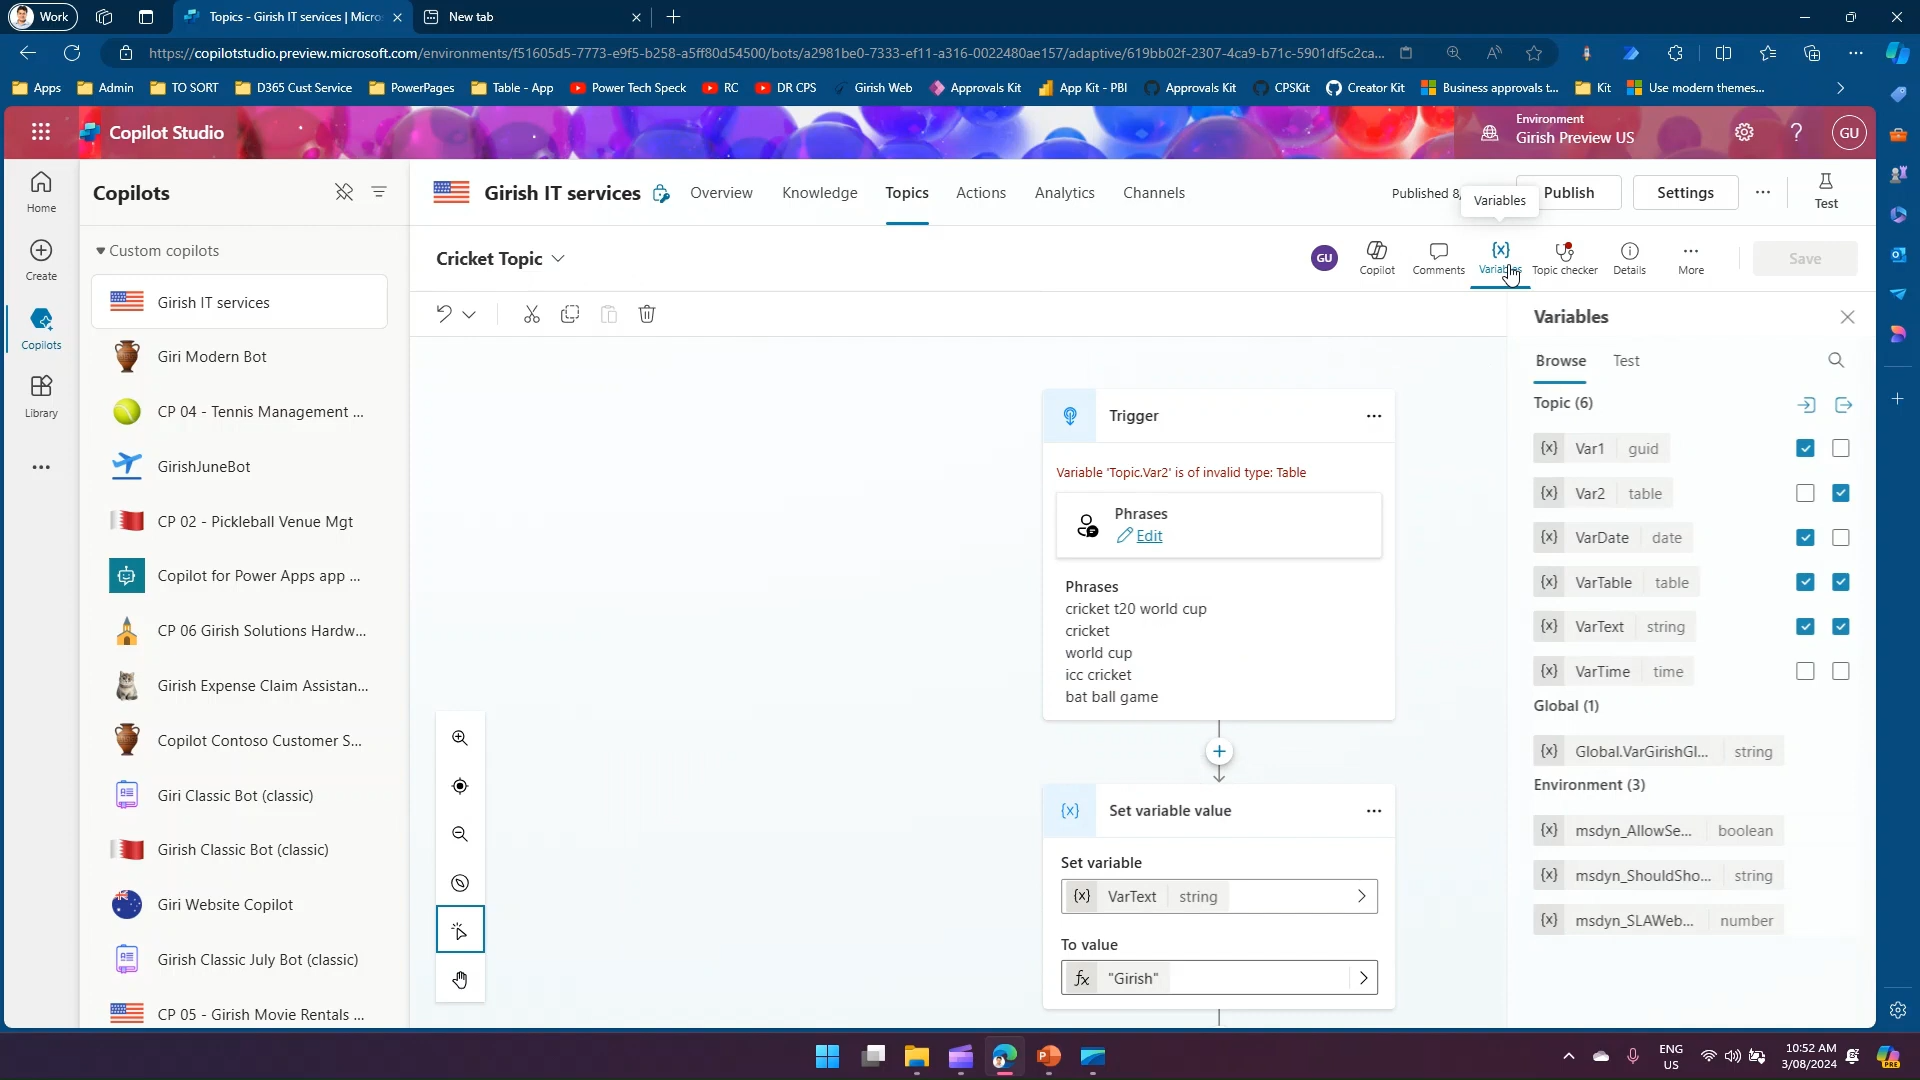 Work
Topics - Girish IT services | Micro
New tab
https://copilotstudio.preview.microsoft.com/environments/f51605d5-7773-e9f5-b258-a5ff80d54500/bots/a2981be0-7333-ef11-a316-0022480ae157/adaptive/619bb02f-2307-4ca9-b71c-5901df5c2ca...
Apps
Admin
TO SORT
D365 Cust Service
PowerPages
Table - App
Power Tech Speck
RC
DR CPS
Girish Web
Approvals Kit
App Kit - PBI
Approvals Kit
CPSKit
Creator Kit
Business approvals t...
Kit
Use modern themes...
Copilot Studio
Environment
Girish Preview US
GU
Home
Create
Copilots
Library
Copilots
Custom copilots
Girish IT services
Giri Modern Bot
CP 04 - Tennis Management ...
GirishJuneBot
CP 02 - Pickleball Venue Mgt
Copilot for Power Apps app ...
CP 06 Girish Solutions Hardw...
Girish Expense Claim Assistan...
Copilot Contoso Customer S...
Giri Classic Bot (classic)
Girish Classic Bot (classic)
Giri Website Copilot
Girish Classic July Bot (classic)
CP 05 - Girish Movie Rentals ...
Girish IT services
Overview
Knowledge
Topics
Actions
Analytics
Channels
Published 8/
Variables
Publish
Settings
Test
Cricket Topic
GU
Copilot
Comments
Variables
Topic checker
Details
More
Save
Trigger
Variable 'Topic.Var2' is of invalid type: Table
Phrases
Edit
Phrases
cricket t20 world cup
cricket
world cup
icc cricket
bat ball game
Set variable value
Set variable
{x} VarText string
To value
fx "Girish"
Variables
Browse
Test
Topic (6)
{x} Var1 guid
{x} Var2 table
{x} VarDate date
{x} VarTable table
{x} VarText string
{x} VarTime time
Global (1)
{x} Global.VarGirishGl... string
Environment (3)
{x} msdyn_AllowSe... boolean
{x} msdyn_ShouldSho... string
{x} msdyn_SLAWeb... number
ENG
US
10:52 AM
3/08/2024
PRE